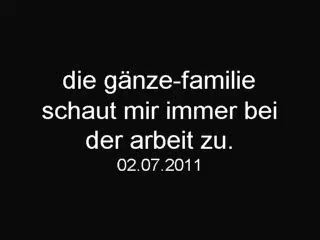 die gänze-familie
schaut mir immer bei
der arbeit zu.
02.07.2011